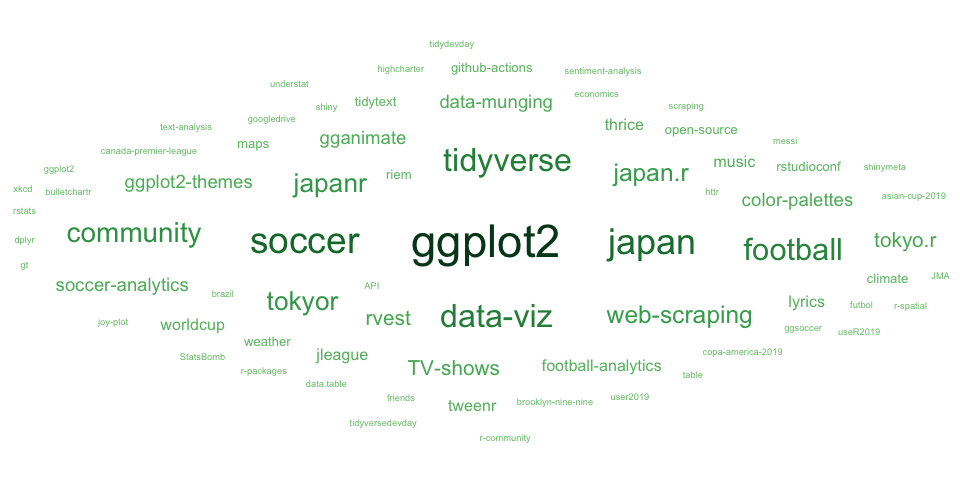 tidydevday
highcharter
github-actions
sentiment-analysis
understat
economics
shiny
tidytext
data-munging
scraping
googledrive
text-analysis
gganimate
thrice
open-source
maps
messi
canada-premier-league
tidyverse
music
rstudioconf
shinymeta
ggplot2
riem
japan.r
xkcd
bulletchartr
ggplot2-themes
japanr
httr
color-palettes
asian-cup-2019
rstats
community
soccer
ggplot2
japan
football
tokyo.r
dplyr
gt
soccer-analytics
API
climate
JMA
brazil
tokyor
lyrics
futbol
r-spatial
joy-plot
worldcup
rvest
data-viz
web-scraping
ggsoccer
useR2019
weather
StatsBomb
jleague
copa-america-2019
r-packages
TV-shows
football-analytics
table
data.table
friends
tweenr
brooklyn-nine-nine
user2019
tidyversedevday
r-community